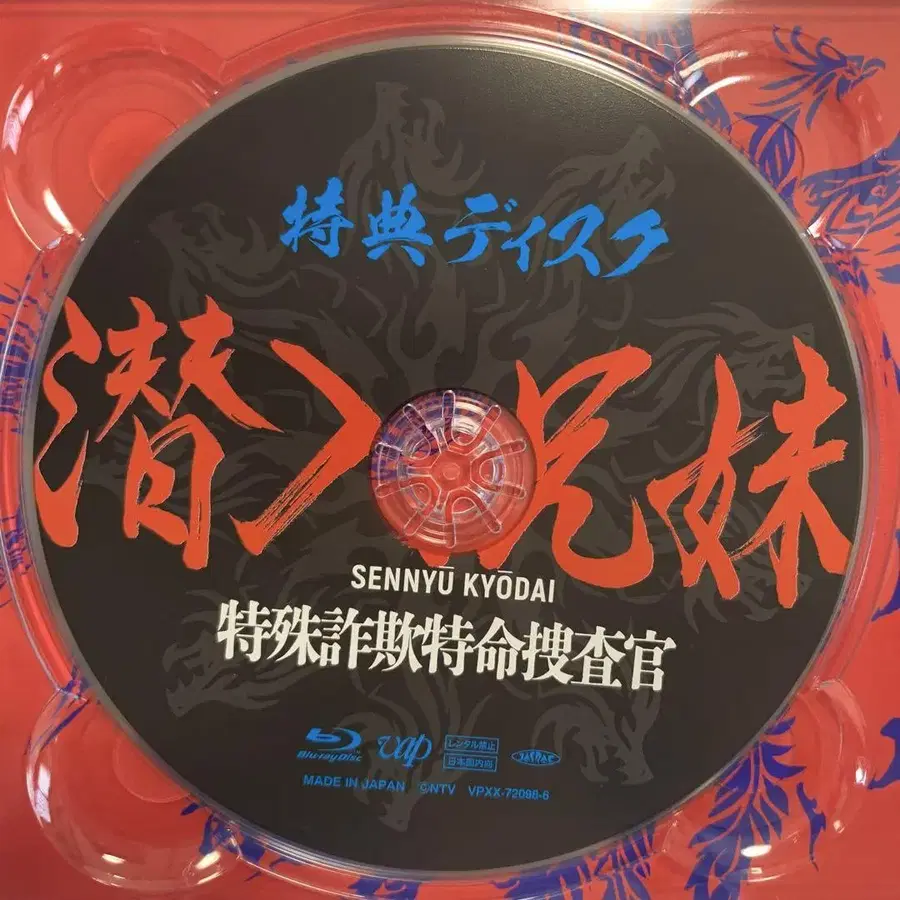 特典ディスク
潜入兄妹
SENNYŪ KYŌDAI
特殊詐欺特命捜査官
Blu-ray Disc
vap
レンタル禁止
日本国内向
JASRAC
MADE IN JAPAN ©NTV VPXX-72098-6